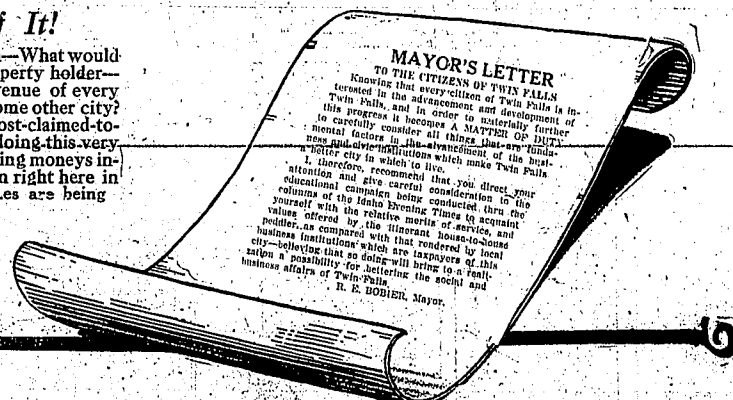 f It!
—What would
perty holder—
venue of every
ome other city?
ost-claimed-to-
doing this very
ing moneys in-
n right here in
es are being
MAYOR'S LETTER
TO THE CITIZENS OF TWIN FALLS
Knowing that every citizen of Twin Falls is in-
terested in the advancement and development of
Twin Falls, and in order to materially further
this progress it becomes A MATTER OF DUTY
to carefully consider all things that are funda-
mental factors in the advancement of the busi-
ness and civic institutions which make Twin Falls
a better city in which to live.
I, therefore, recommend that you direct your
attention and give careful consideration to the
educational campaign being conducted thru the
columns of the Idaho Evening Times to acquaint
yourself with the relative merits of service, and
values offered by the itinerant house-to-house
peddler as compared with that rendered by local
business institutions which are taxpayers of this
city—believing that so doing will bring to a reali-
zation a possibility for bettering the social and
business affairs of Twin Falls.
R. E. BOBIER, Mayor.